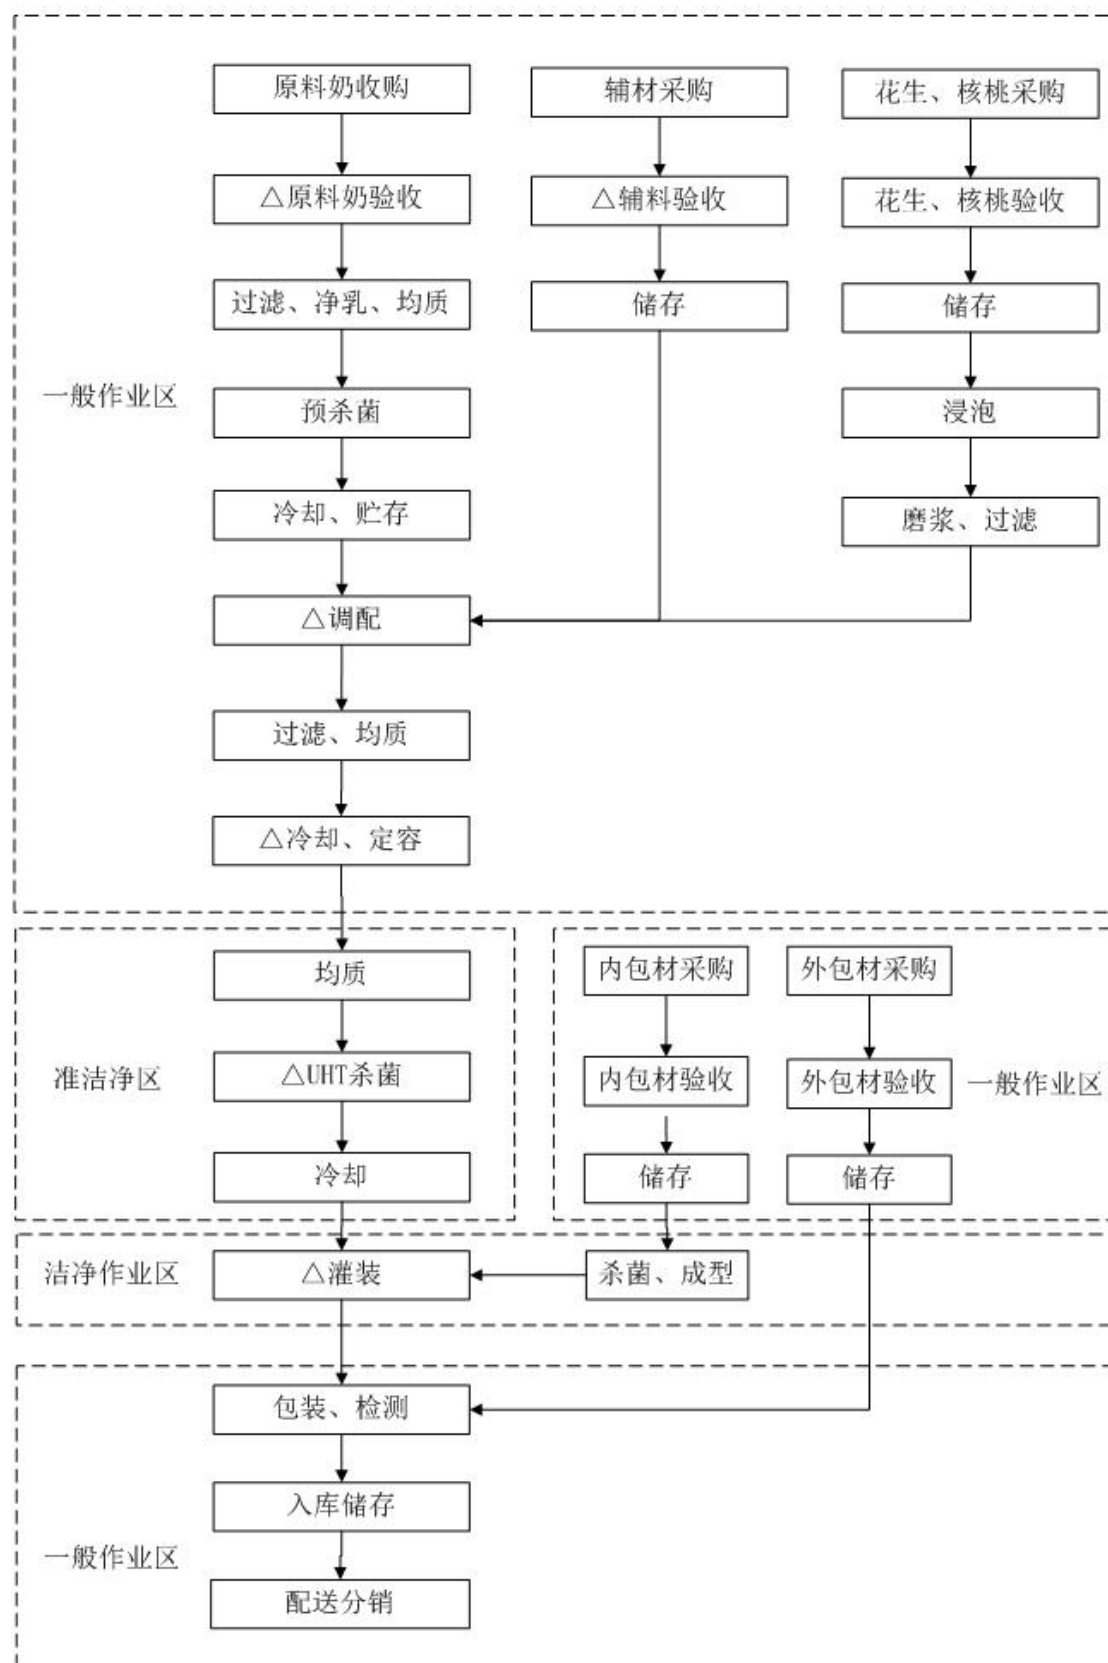 原料奶收购
辅材采购
花生、核桃采购
△原料奶验收
△辅料验收
花生、核桃验收
过滤、净乳、均质
储存
储存
一般作业区
预杀菌
浸泡
冷却、贮存
磨浆、过滤
△调配
过滤、均质
△冷却、定容
均质
内包材采购
外包材采购
准洁净区
△UHT杀菌
内包材验收
外包材验收
一般作业区
冷却
储存
储存
洁净作业区
△灌装
杀菌、成型
包装、检测
入库储存
一般作业区
配送分销